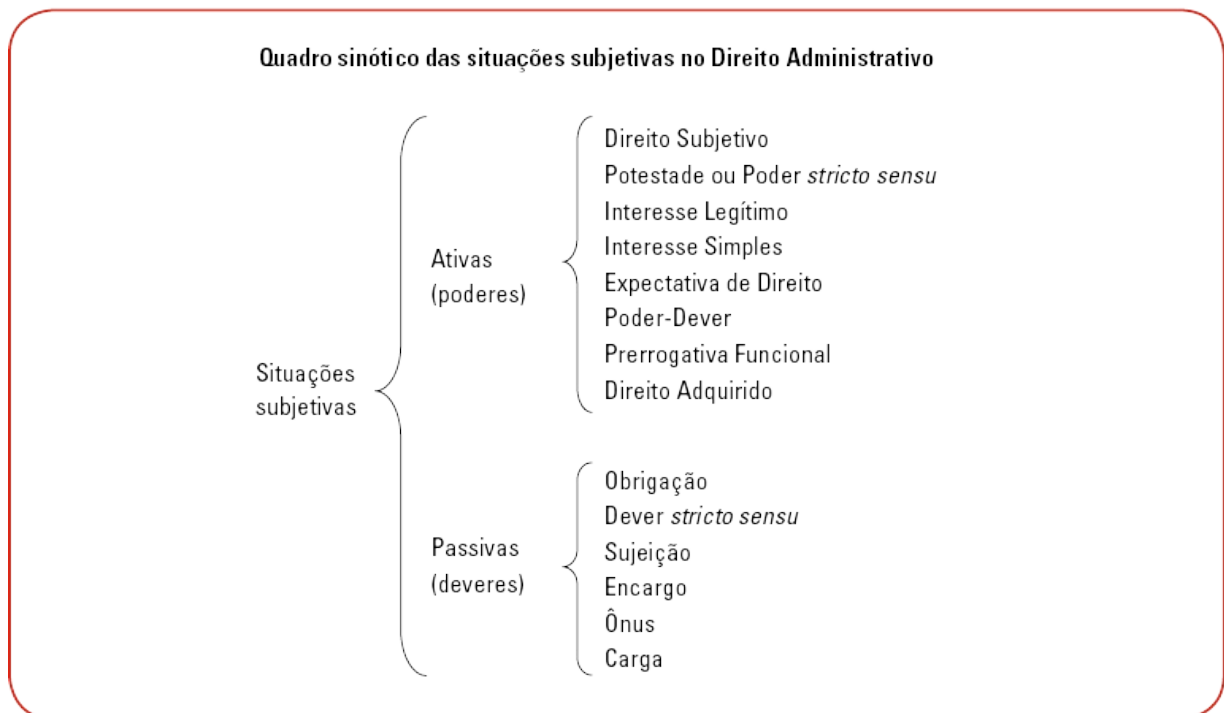 Quadro sinótico das situações subjetivas no Direito Administrativo
Situações
subjetivas
Ativas
(poderes)
Direito Subjetivo
Potestade ou Poder stricto sensu
Interesse Legítimo
Interesse Simples
Expectativa de Direito
Poder-Dever
Prerrogativa Funcional
Direito Adquirido
Passivas
(deveres)
Obrigação
Dever stricto sensu
Sujeição
Encargo
Ônus
Carga